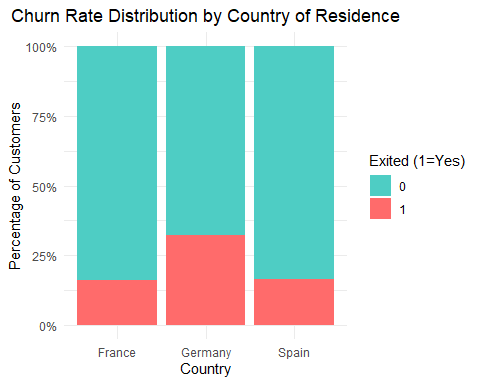 Churn Rate Distribution by Country of Residence
Percentage of Customers
100%
75%
50%
25%
0%
France
Germany
Spain
Country
Exited (1=Yes)
0
1